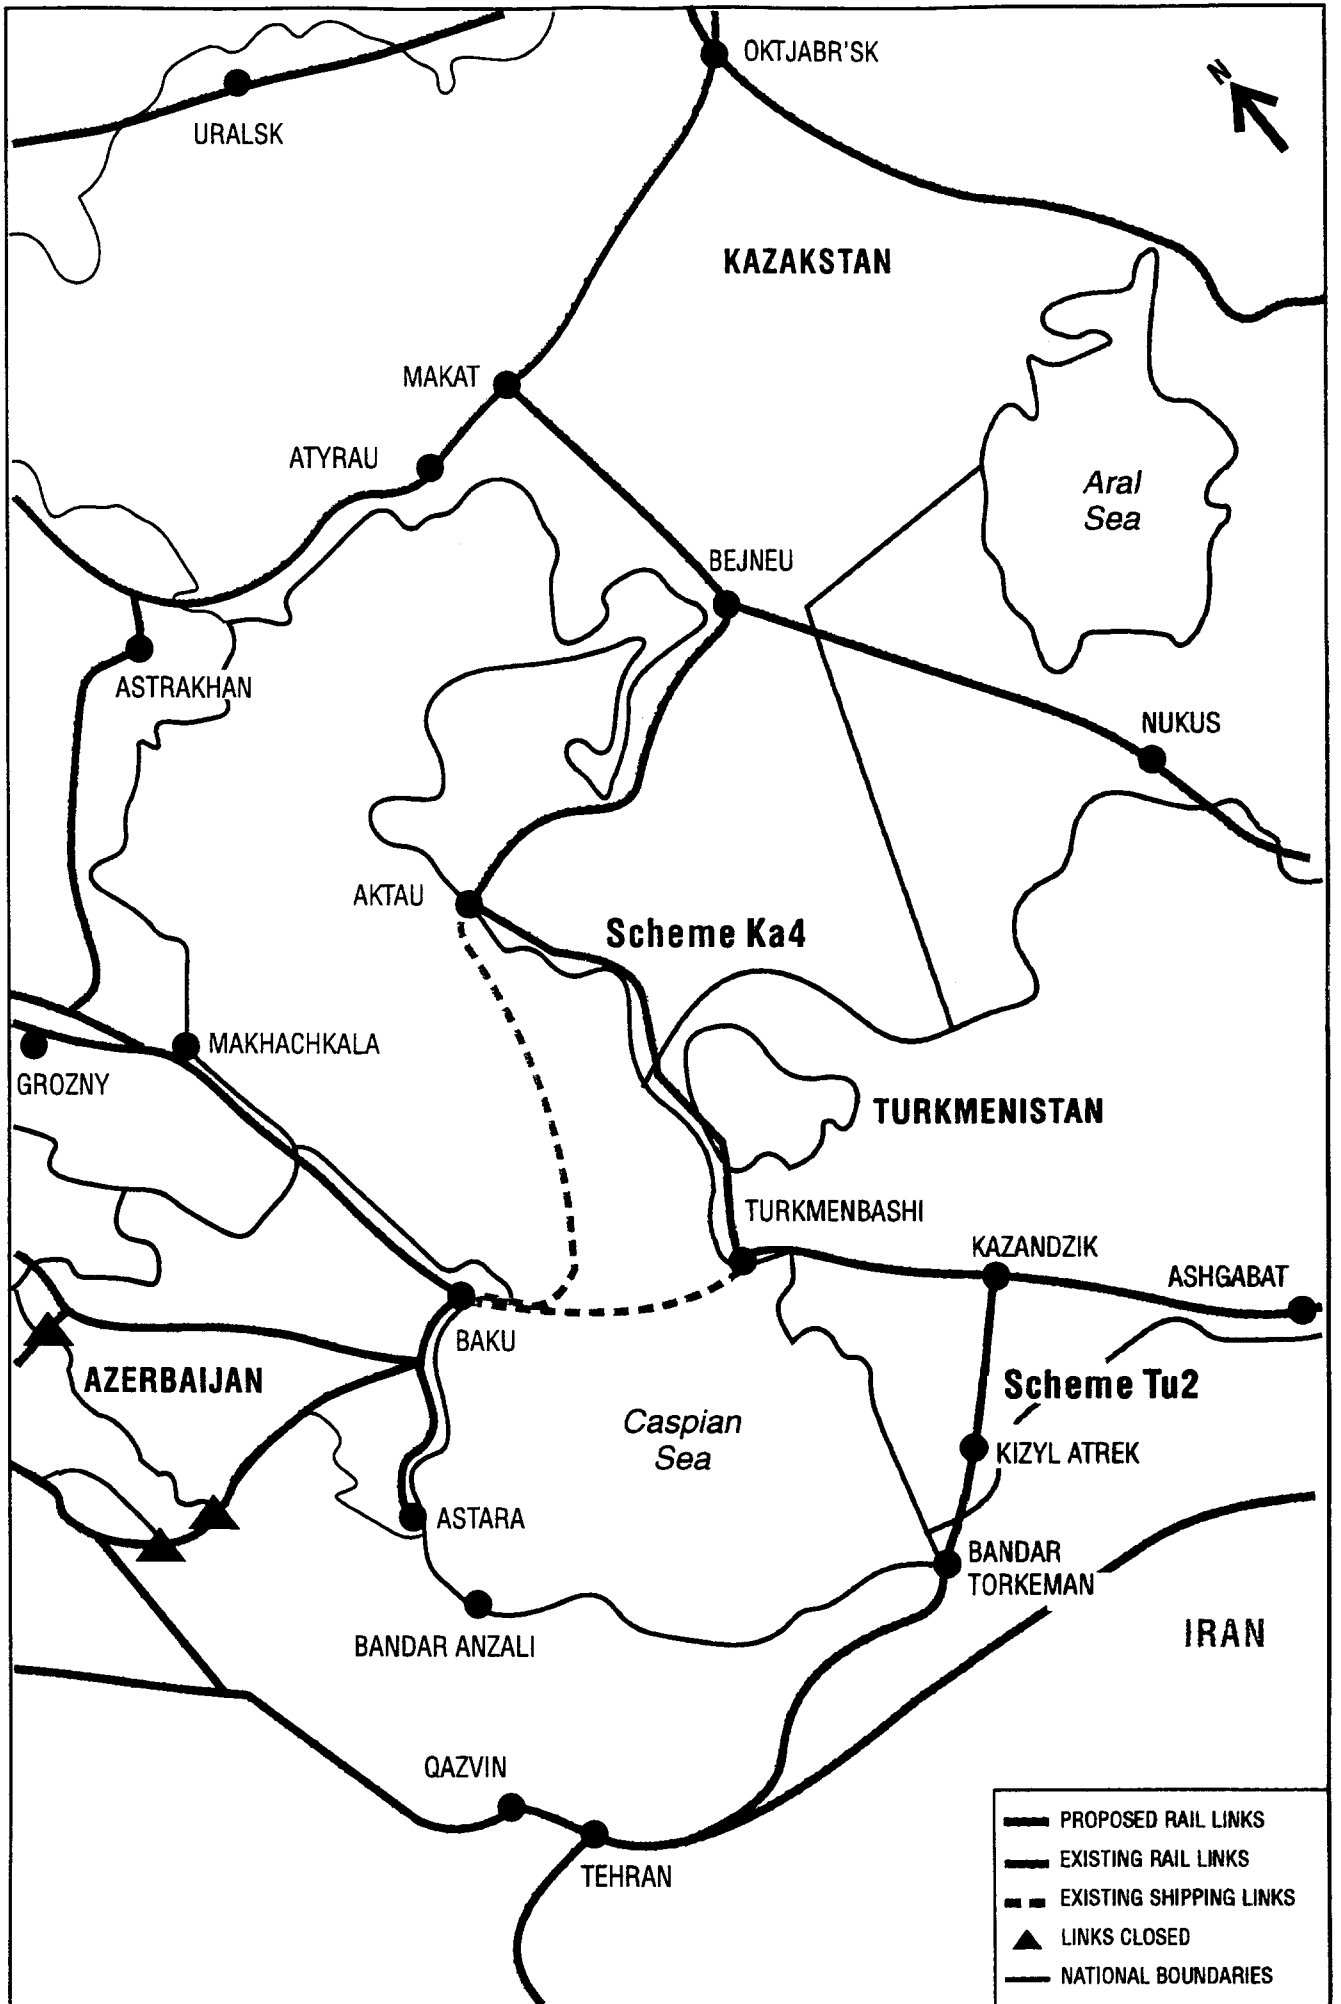 OKTJABR'SK
N
URALSK
KAZAKSTAN
MAKAT
ATYRAU
Aral
Sea
BEJNEU
ASTRAKHAN
NUKUS
AKTAU
Scheme Ka4
MAKHACHKALA
GROZNY
TURKMENISTAN
TURKMENBASHI
KAZANDZIK
ASHGABAT
BAKU
AZERBAIJAN
Scheme Tu2
Caspian
Sea
KIZYL ATREK
ASTARA
BANDAR
TORKEMAN
BANDAR ANZALI
IRAN
QAZVIN
TEHRAN
PROPOSED RAIL LINKS
EXISTING RAIL LINKS
EXISTING SHIPPING LINKS
LINKS CLOSED
NATIONAL BOUNDARIES